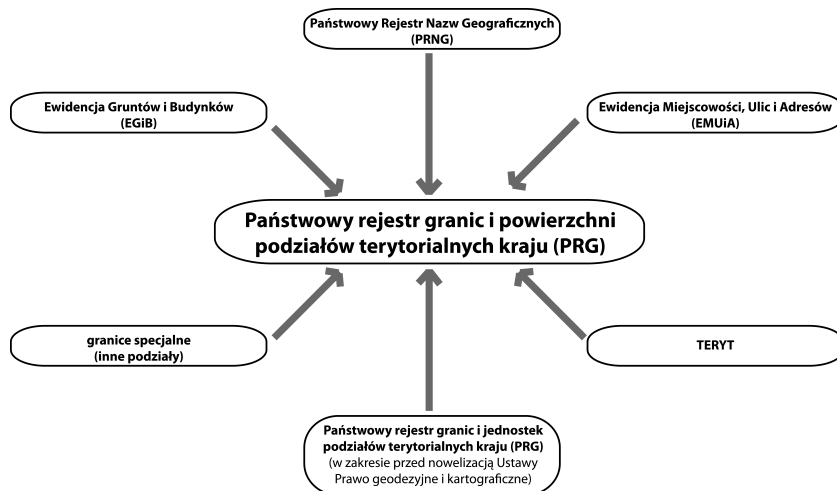 Państwowy Rejestr Nazw Geograficznych
(PRNG)
Ewidencja Gruntów i Budynków
(EGiB)
Ewidencja Miejscowości, Ulic i Adresów
(EMUiA)
Państwowy rejestr granic i powierzchni
podziałów terytorialnych kraju (PRG)
granice specjalne
(inne podziały)
TERYT
Państwowy rejestr granic i jednostek
podziałów terytorialnych kraju (PRG)
(w zakresie przed nowelizacją Ustawy
Prawo geodezyjne i kartograficzne)